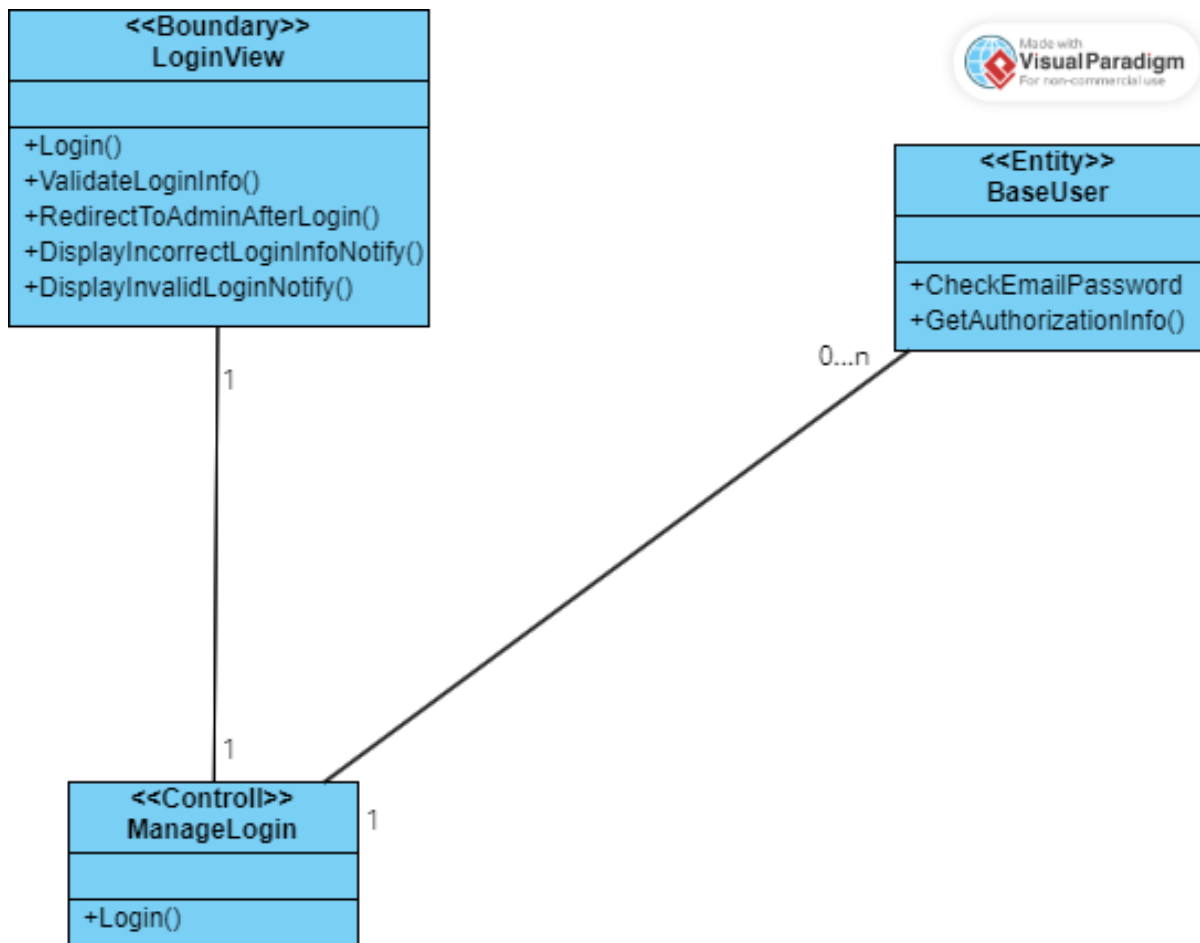 <<Boundary>>
LoginView
+Login()
+ValidateLoginInfo()
+RedirectToAdminAfterLogin()
+DisplayIncorrectLoginInfoNotify()
+DisplayInvalidLoginNotify()
Made with
Visual Paradigm
For non-commercial use
<<Entity>>
BaseUser
+CheckEmailPassword
+GetAuthorizationInfo()
0...n
1
1
<<Controll>>
ManageLogin
1
+Login()